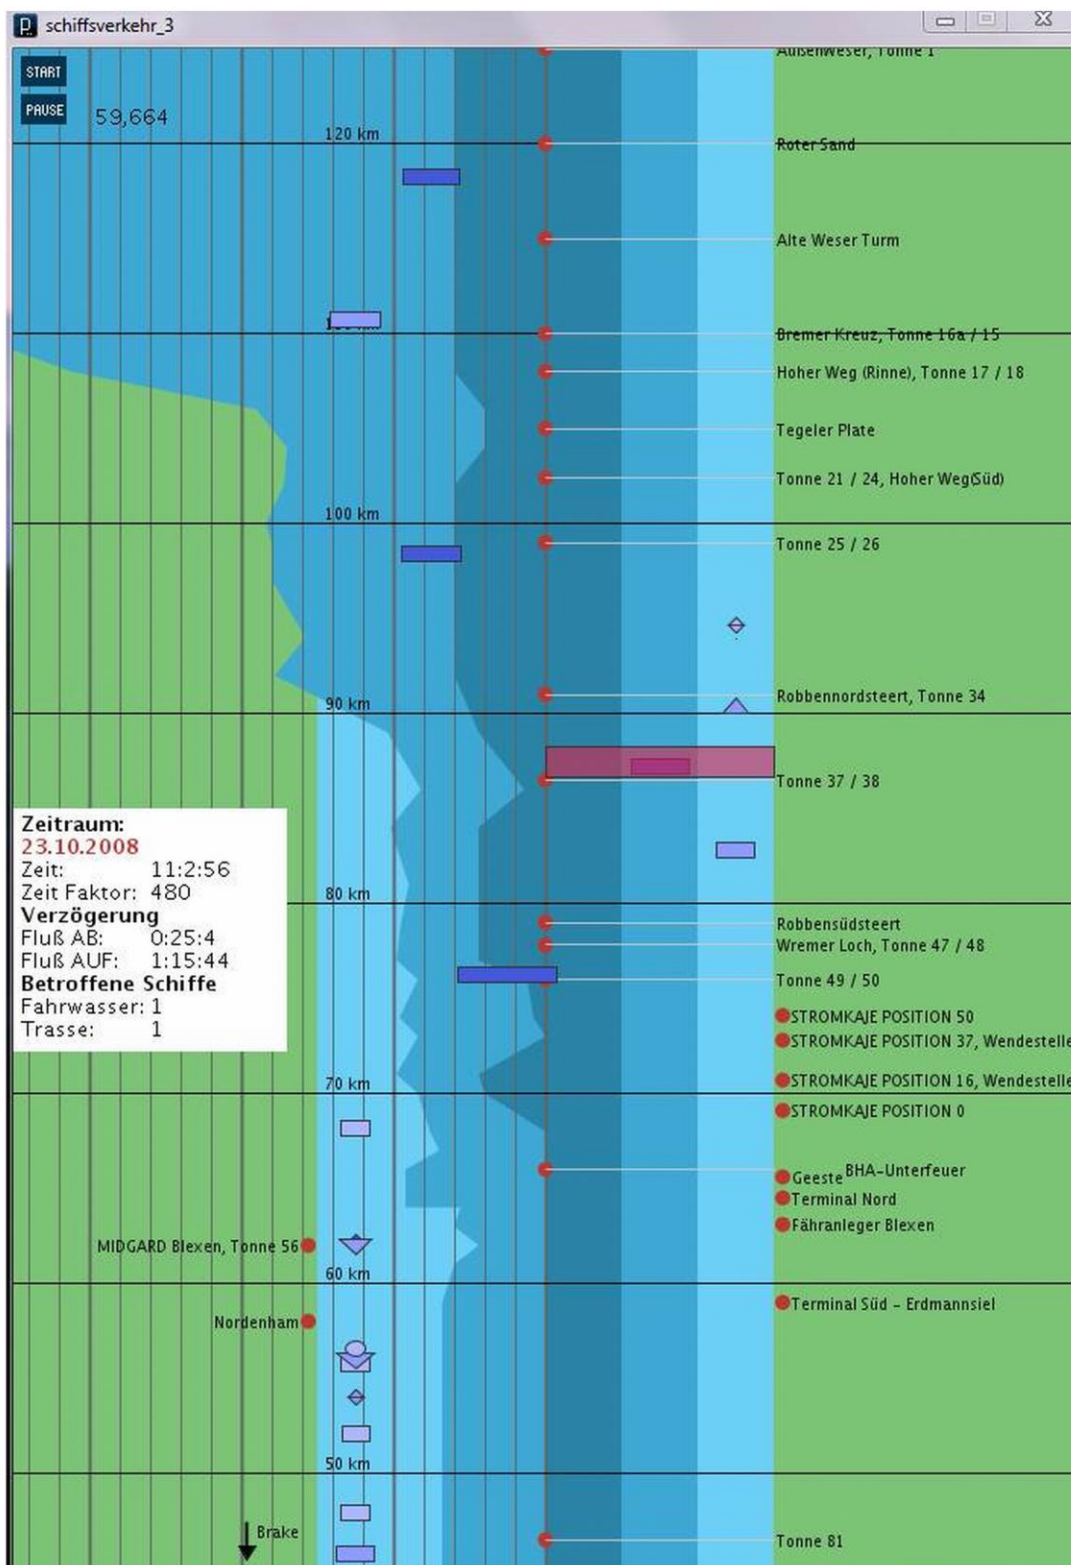 schiffsverkehr_3
Außenweser, Tonne 1
START
PAUSE
59,664
120 km
Roter Sand
Alte Weser Turm
Bremer Kreuz, Tonne 16a / 15
Hoher Weg (Rinne), Tonne 17 / 18
Tegeler Plate
Tonne 21 / 24, Hoher Weg(Süd)
100 km
Tonne 25 / 26
Robbennordsteert, Tonne 34
90 km
Tonne 37 / 38
Zeitraum:
23.10.2008
Zeit: 11:2:56
Zeit Faktor: 480
Verzögerung
Fluß AB: 0:25:4
Fluß AUF: 1:15:44
Betroffene Schiffe
Fahrwasser: 1
Trasse: 1
80 km
Robbensüdsteert
Wremer Loch, Tonne 47 / 48
Tonne 49 / 50
STROMKAJE POSITION 50
STROMKAJE POSITION 37, Wendestelle
STROMKAJE POSITION 16, Wendestelle
70 km
STROMKAJE POSITION 0
BHA-Unterfeuer
Geeste
Terminal Nord
Fähranleger Blexen
MIDGARD Blexen, Tonne 56
60 km
Terminal Süd - Erdmannsiel
Nordenham
50 km
Brake
Tonne 81